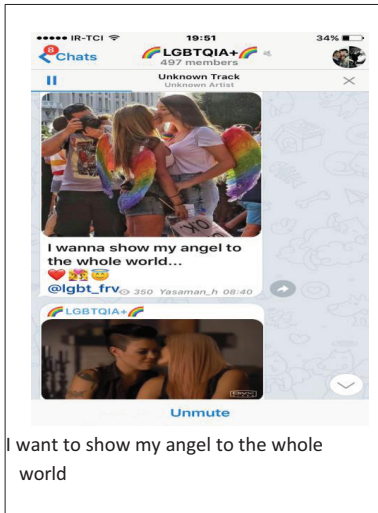 IR-TCI 19:51 34%
8
Chats 🌈LGBTQIA+🌈
497 members
Unknown Track
Unknown Artist
I wanna show my angel to
the whole world...
❤️💏😇
@lgbt_frv 350 Yasaman_h 08:40
🌈LGBTQIA+🌈
Unmute
I want to show my angel to the whole
world